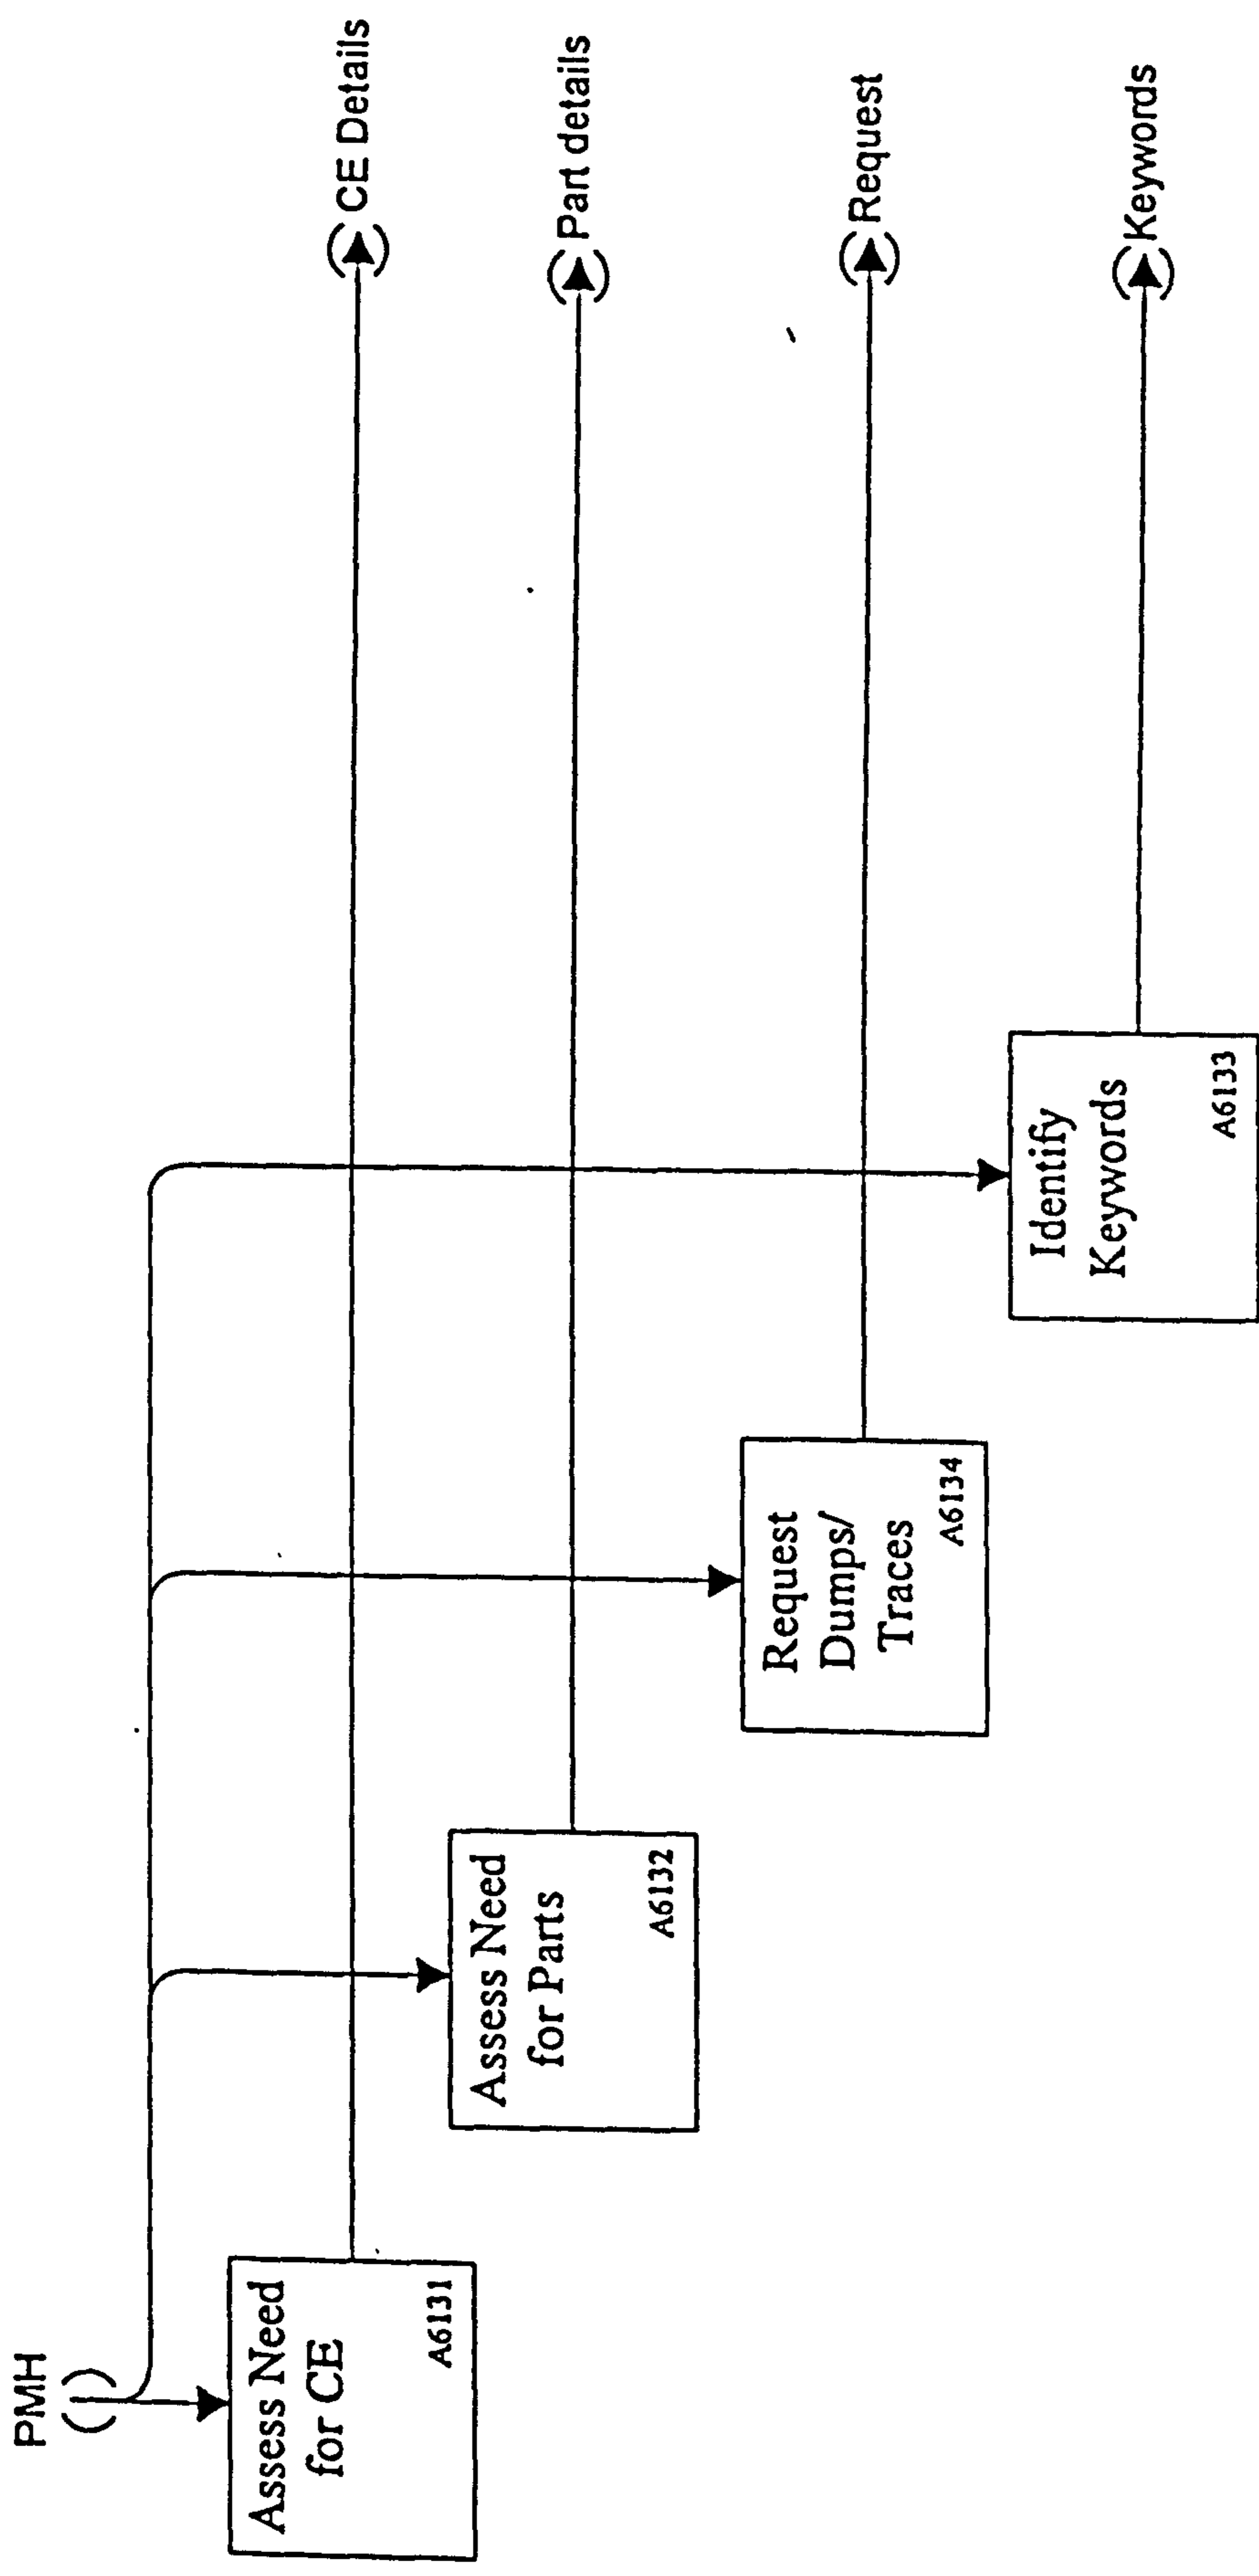 PMH
Assess Need
for CE
A6131
CE Details
Assess Need
for Parts
A6132
Part details
Request
Dumps/
Traces
A6134
Request
Identify
Keywords
A6133
Keywords